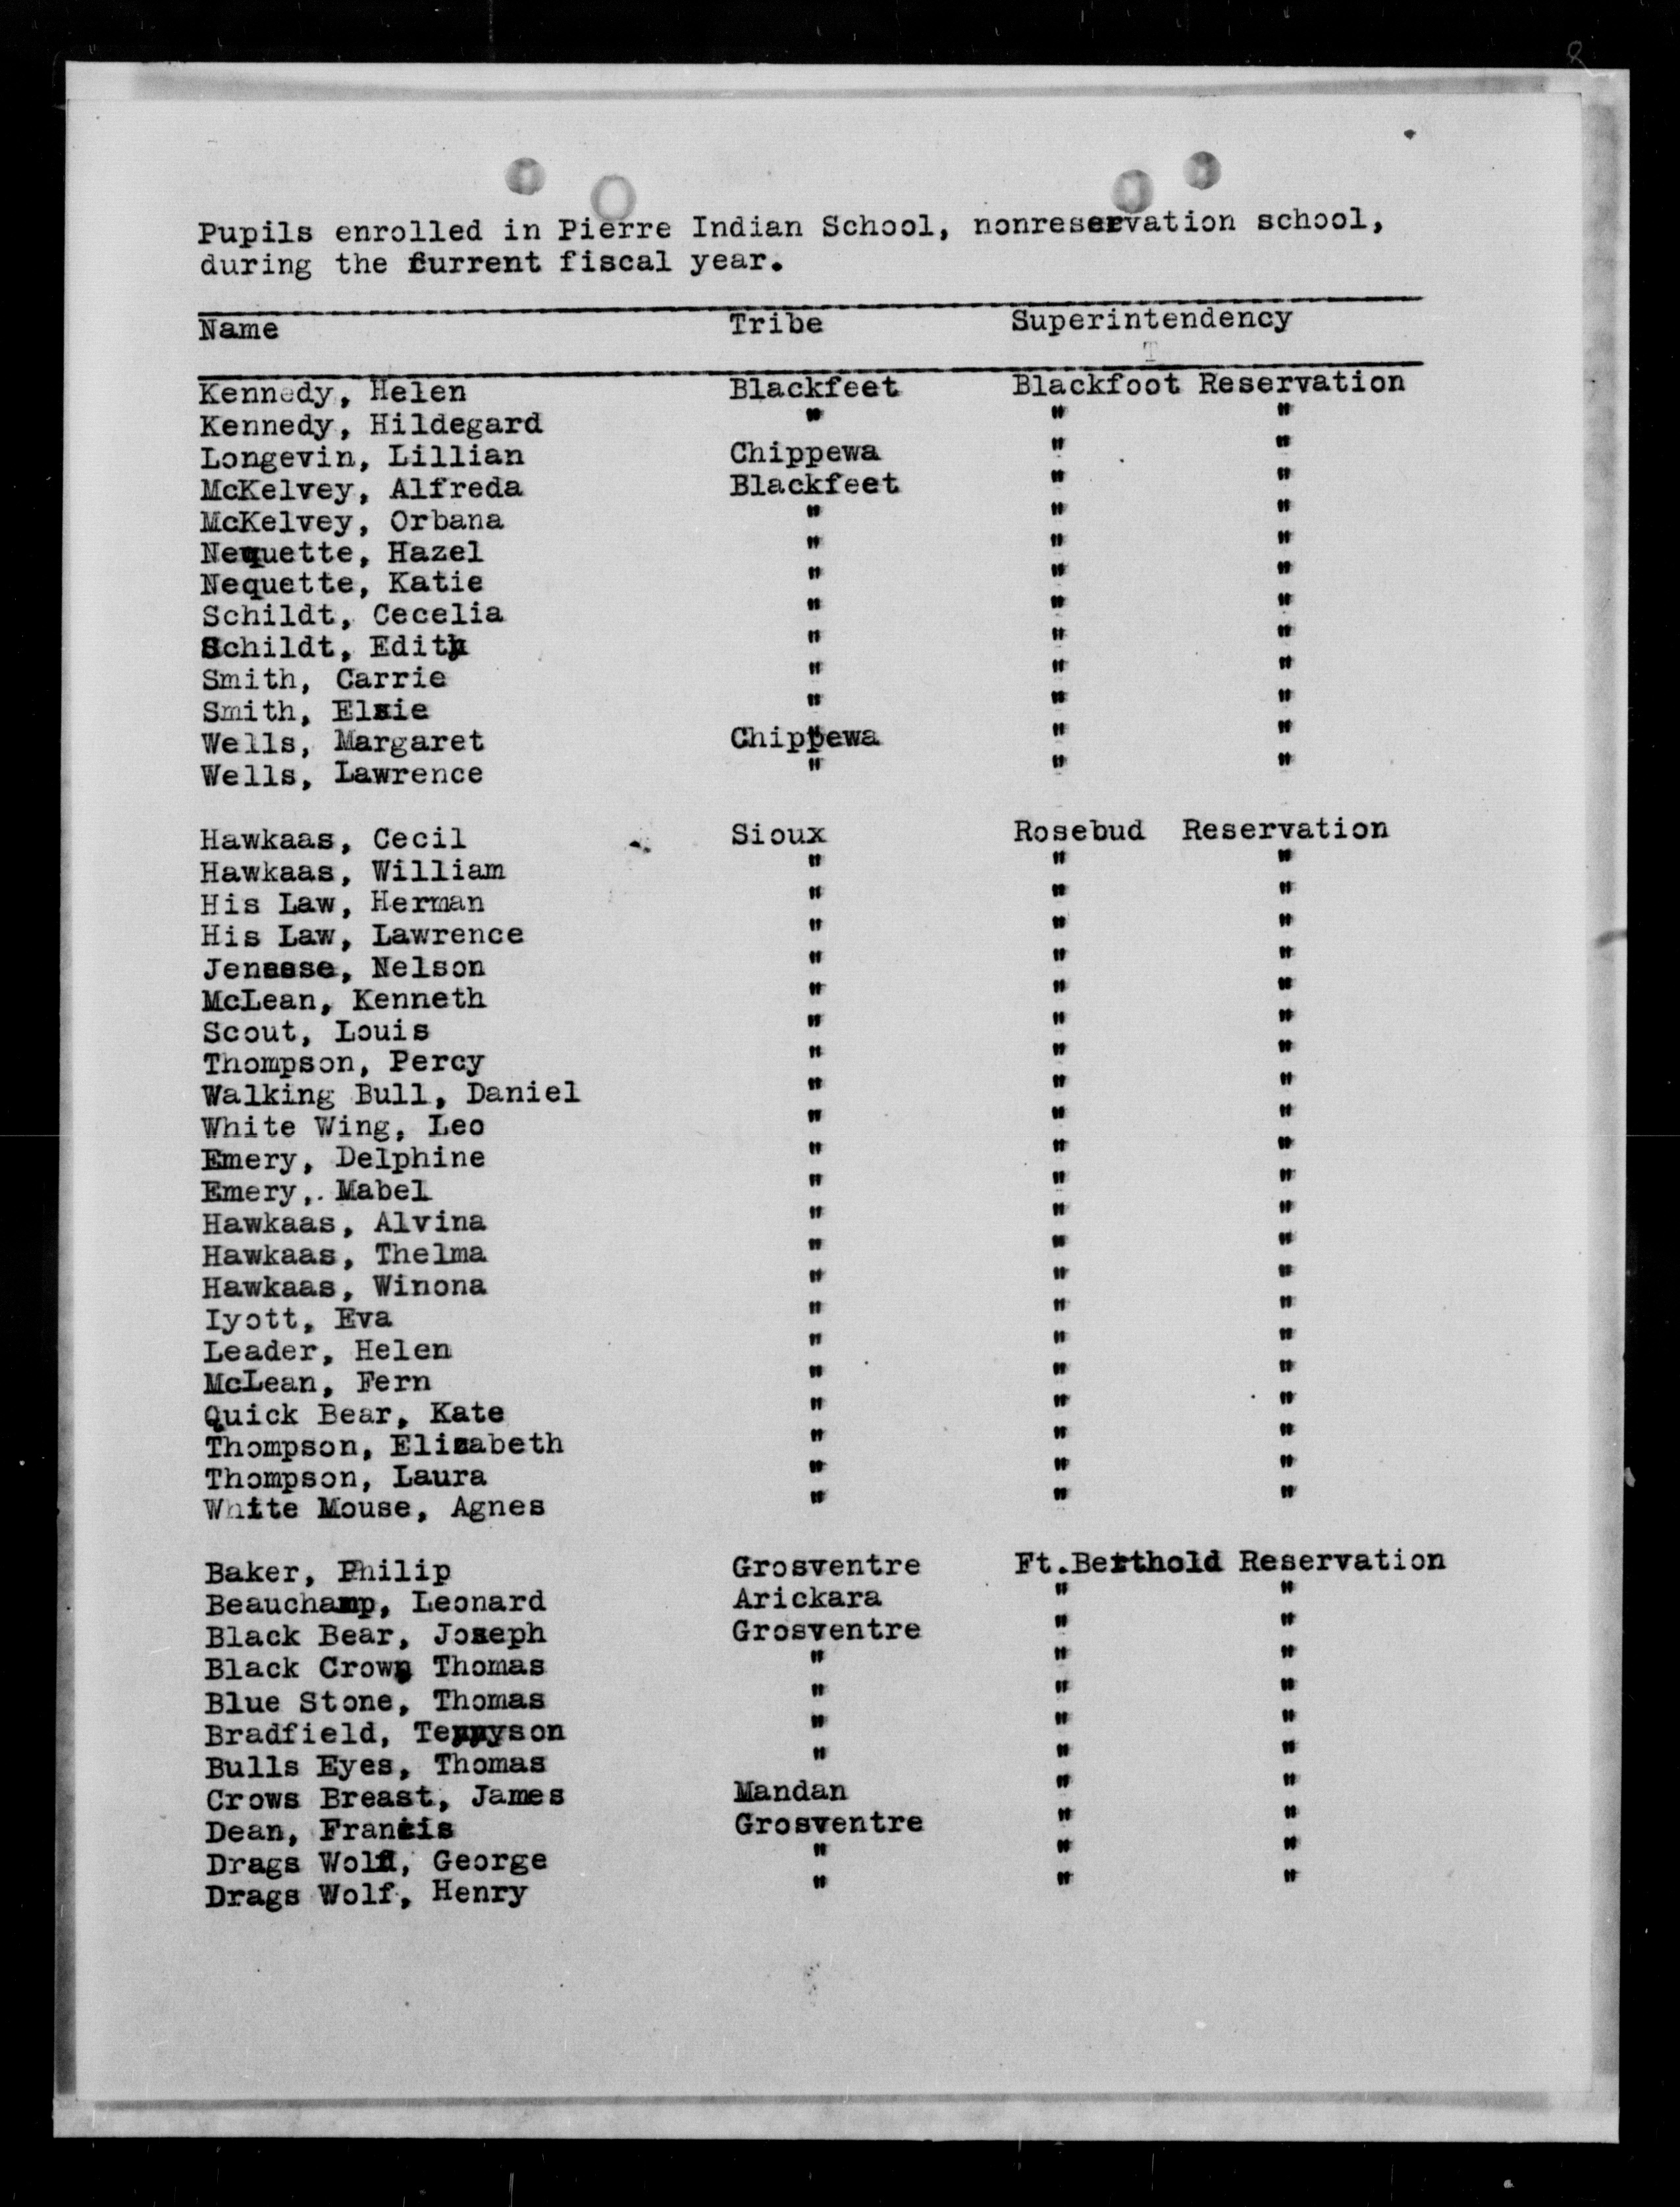 Pupils enrolled in Pierre Indian School, nonreservation school,
during the current fiscal year.
Name Tribe Superintendency
Kennedy, Helen Blackfeet Blackfoot Reservation
Kennedy, Hildegard " " "
Longevin, Lillian Chippewa " "
McKelvey, Alfreda Blackfeet " "
McKelvey, Orbana " " "
Nequette, Hazel " " "
Nequette, Katie " " "
Schildt, Cecelia " " "
Schildt, Edith " " "
Smith, Carrie " " "
Smith, Elsie " " "
Wells, Margaret Chippewa " "
Wells, Lawrence " " "
Hawkaas, Cecil Sioux Rosebud Reservation
Hawkaas, William " " "
His Law, Herman " " "
His Law, Lawrence " " "
Nelson " " "
McLean, Kenneth " " "
Scout, Louis " " "
Thompson, Percy " " "
Walking Bull, Daniel " " "
White Wing, Leo " " "
Emery, Delphine " " "
Emery,. Mabel " " "
Hawkaas, Alvina " " "
Hawkaas, Thelma " " "
Hawkaas, Winona " " "
Iyott, Eva " " "
Leader, Helen " " "
McLean, Fern " " "
Quick Bear, Kate " " "
Thompson, Elizabeth " " "
Thompson, Laura " " "
White Mouse, Agnes " " "
Baker, Philip Grosventre Ft.Berthold Reservation
Beauchamp, Leonard Arickara " "
Black Bear, Joseph Grosventre " "
Black Crow, Thomas " " "
Blue Stone, Thomas " " "
Bradfield, Tennyson " " "
Bulls Eyes, Thomas " " "
Crows Breast, James Mandan " "
Dean, Francis Grosventre " "
Drags Wolf, George " " "
Drags Wolf, Henry " " "